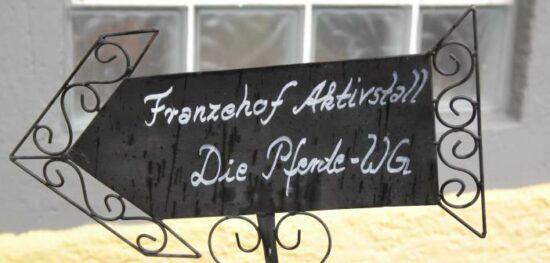 Franzehof Aktivstall
Die Pferde-WG